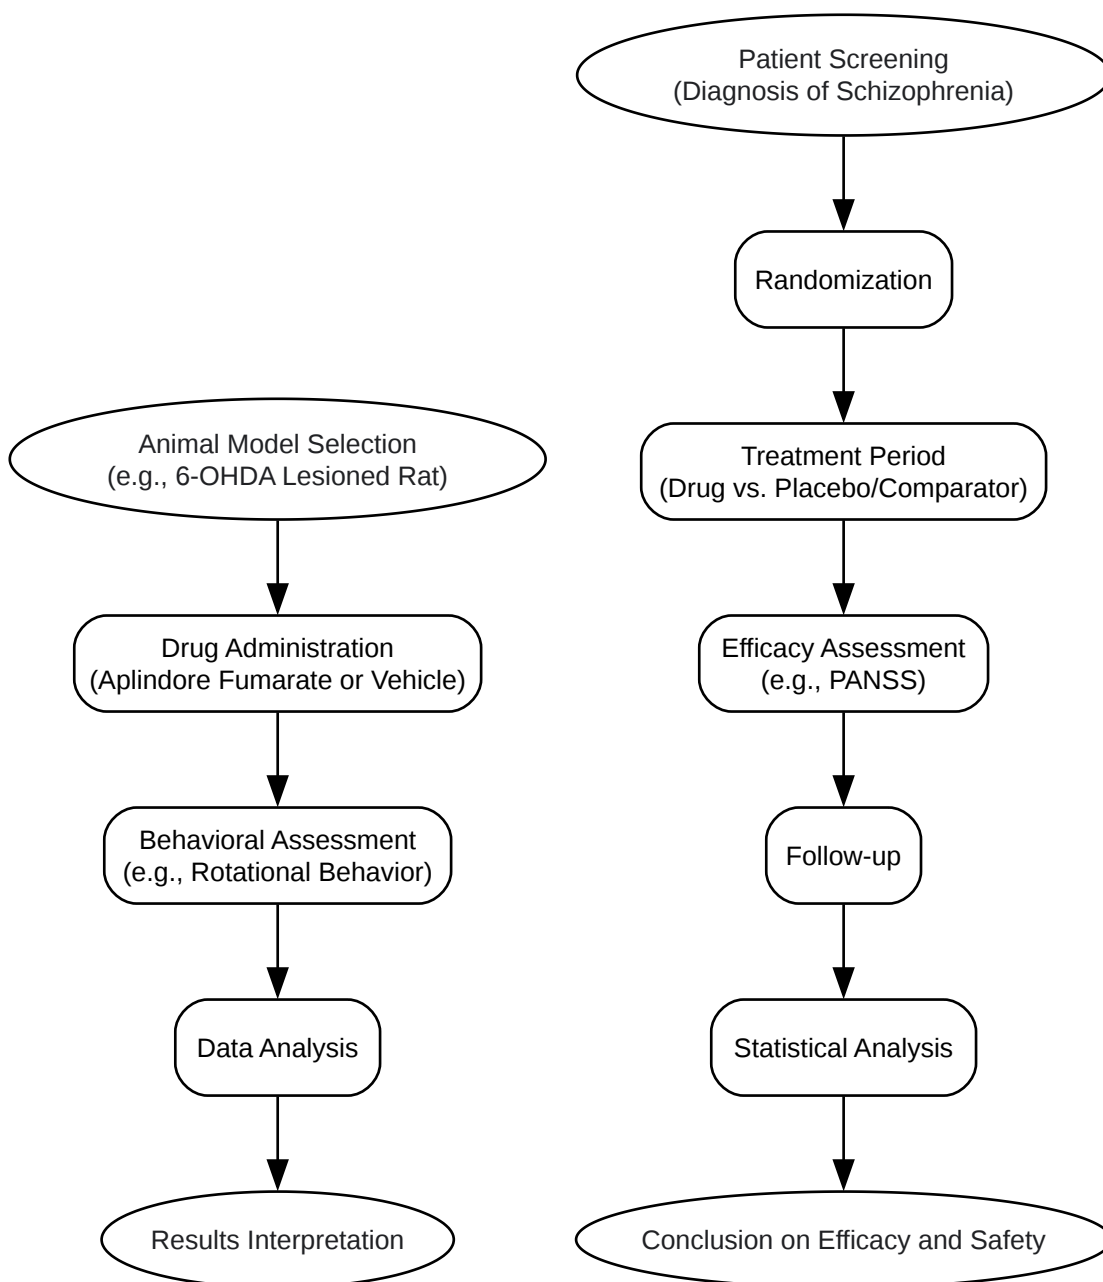 Patient Screening
(Diagnosis of Schizophrenia)
Randomization
Treatment Period
(Drug vs. Placebo/Comparator)
Efficacy Assessment
(e.g., PANSS)
Follow-up
Statistical Analysis
Conclusion on Efficacy and Safety
Animal Model Selection
(e.g., 6-OHDA Lesioned Rat)
Drug Administration
(Aplindore Fumarate or Vehicle)
Behavioral Assessment
(e.g., Rotational Behavior)
Data Analysis
Results Interpretation